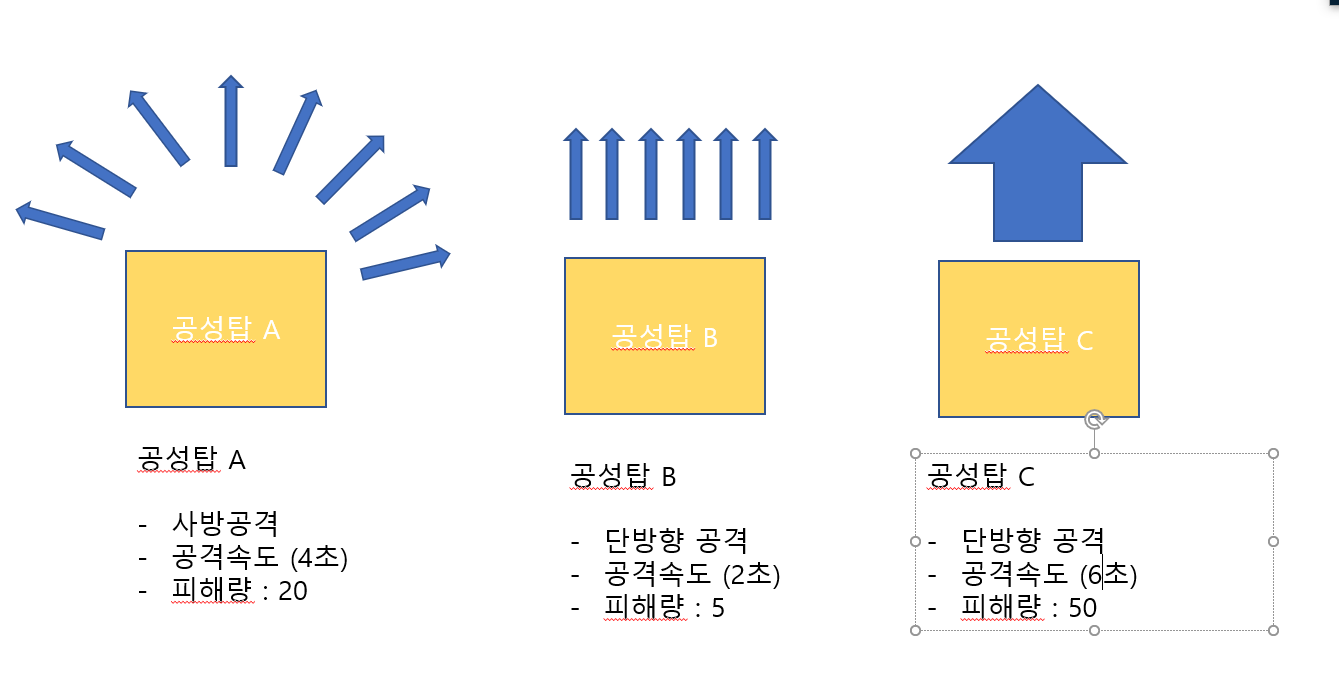 공성탑 A
공성탑 B
공성탑 C
공성탑 A
- 사방공격
- 공격속도 (4초)
- 피해량 : 20
공성탑 B
- 단방향 공격
- 공격속도 (2초)
- 피해량 : 5
공성탑 C
- 단방향 공격
- 공격속도 (6초)
- 피해량 : 50